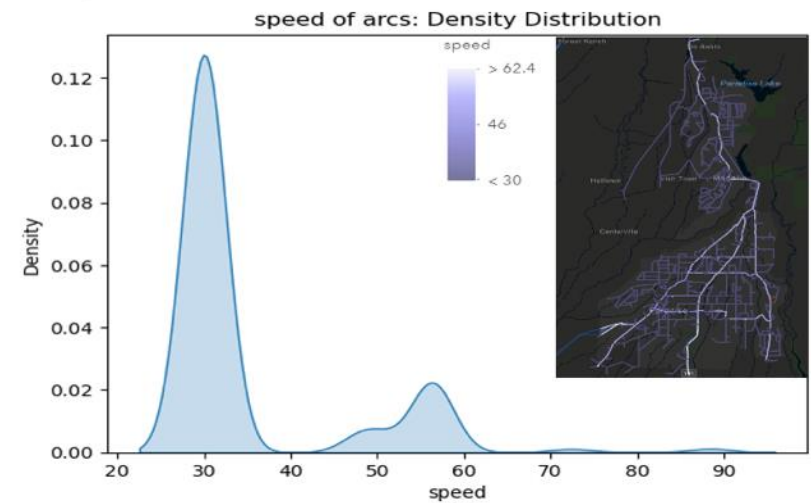 speed of arcs: Density Distribution
speed
> 62.4
46
< 30
Paradise Lake
Centerville
0.12
0.10
0.08
0.06
0.04
0.02
0.00
Density
20 30 40 50 60 70 80 90
speed